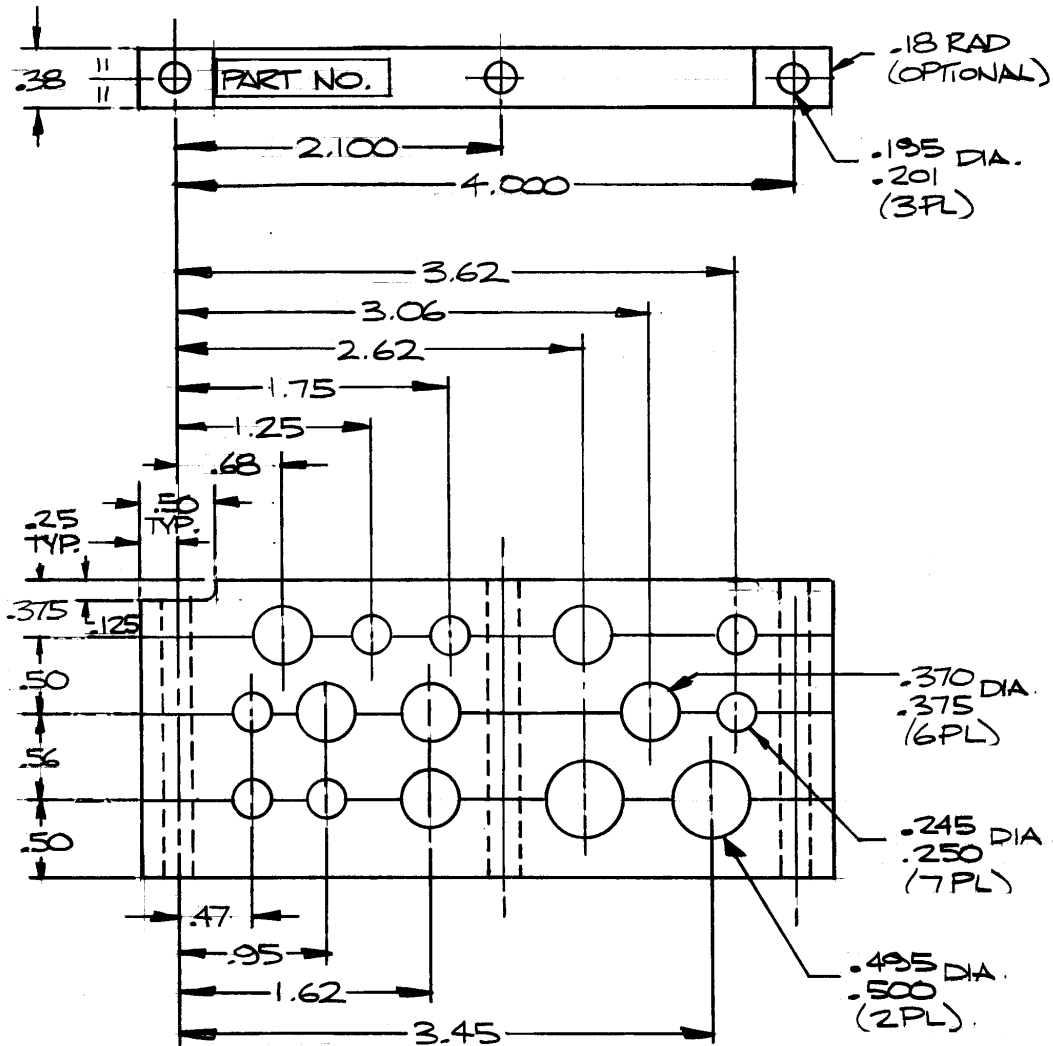 .38
PART NO.
.18 RAD
(OPTIONAL)
2.100
4.000
.195 DIA.
.201
(3PL)
3.62
3.06
2.62
1.75
1.25
.68
.50
TYP.
.25
TYP.
.375
.125
.50
.56
.50
.370 DIA.
.375
(6PL)
.245 DIA
.250
(7PL)
.47
.95
1.62
3.45
.495 DIA.
.500
(2PL)